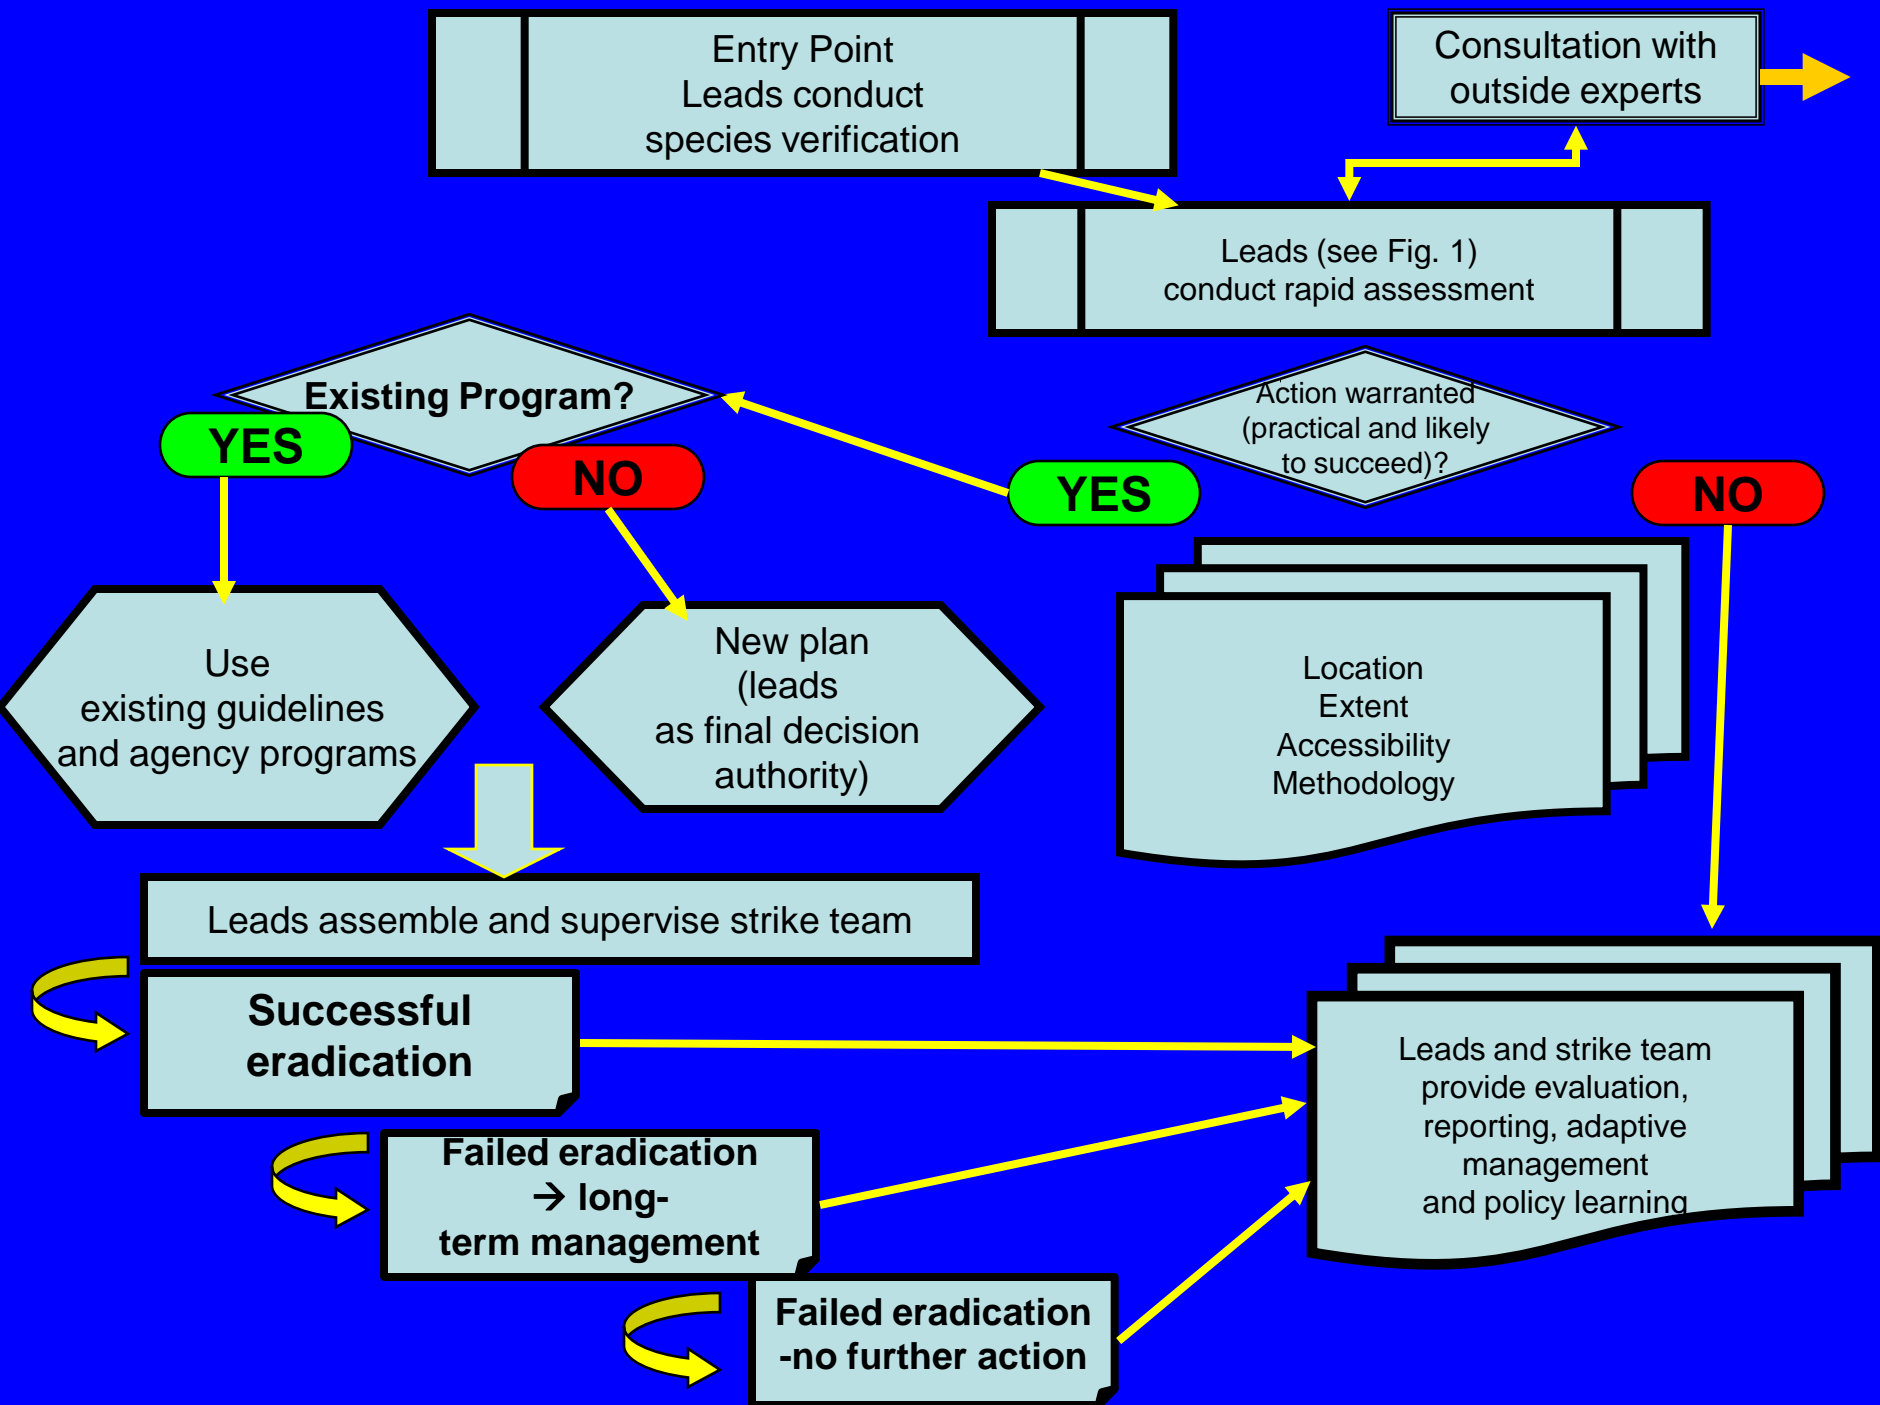 Entry Point
Leads conduct
species verification
Consultation with
outside experts
Leads (see Fig. 1)
conduct rapid assessment
Existing Program?
YES
NO
Action warranted
(practical and likely
to succeed)?
YES
NO
Use
existing guidelines
and agency programs
New plan
(leads
as final decision
authority)
Location
Extent
Accessibility
Methodology
Leads assemble and supervise strike team
Successful
eradication
Failed eradication
→ long-
term management
Failed eradication
-no further action
Leads and strike team
provide evaluation,
reporting, adaptive
management
and policy learning